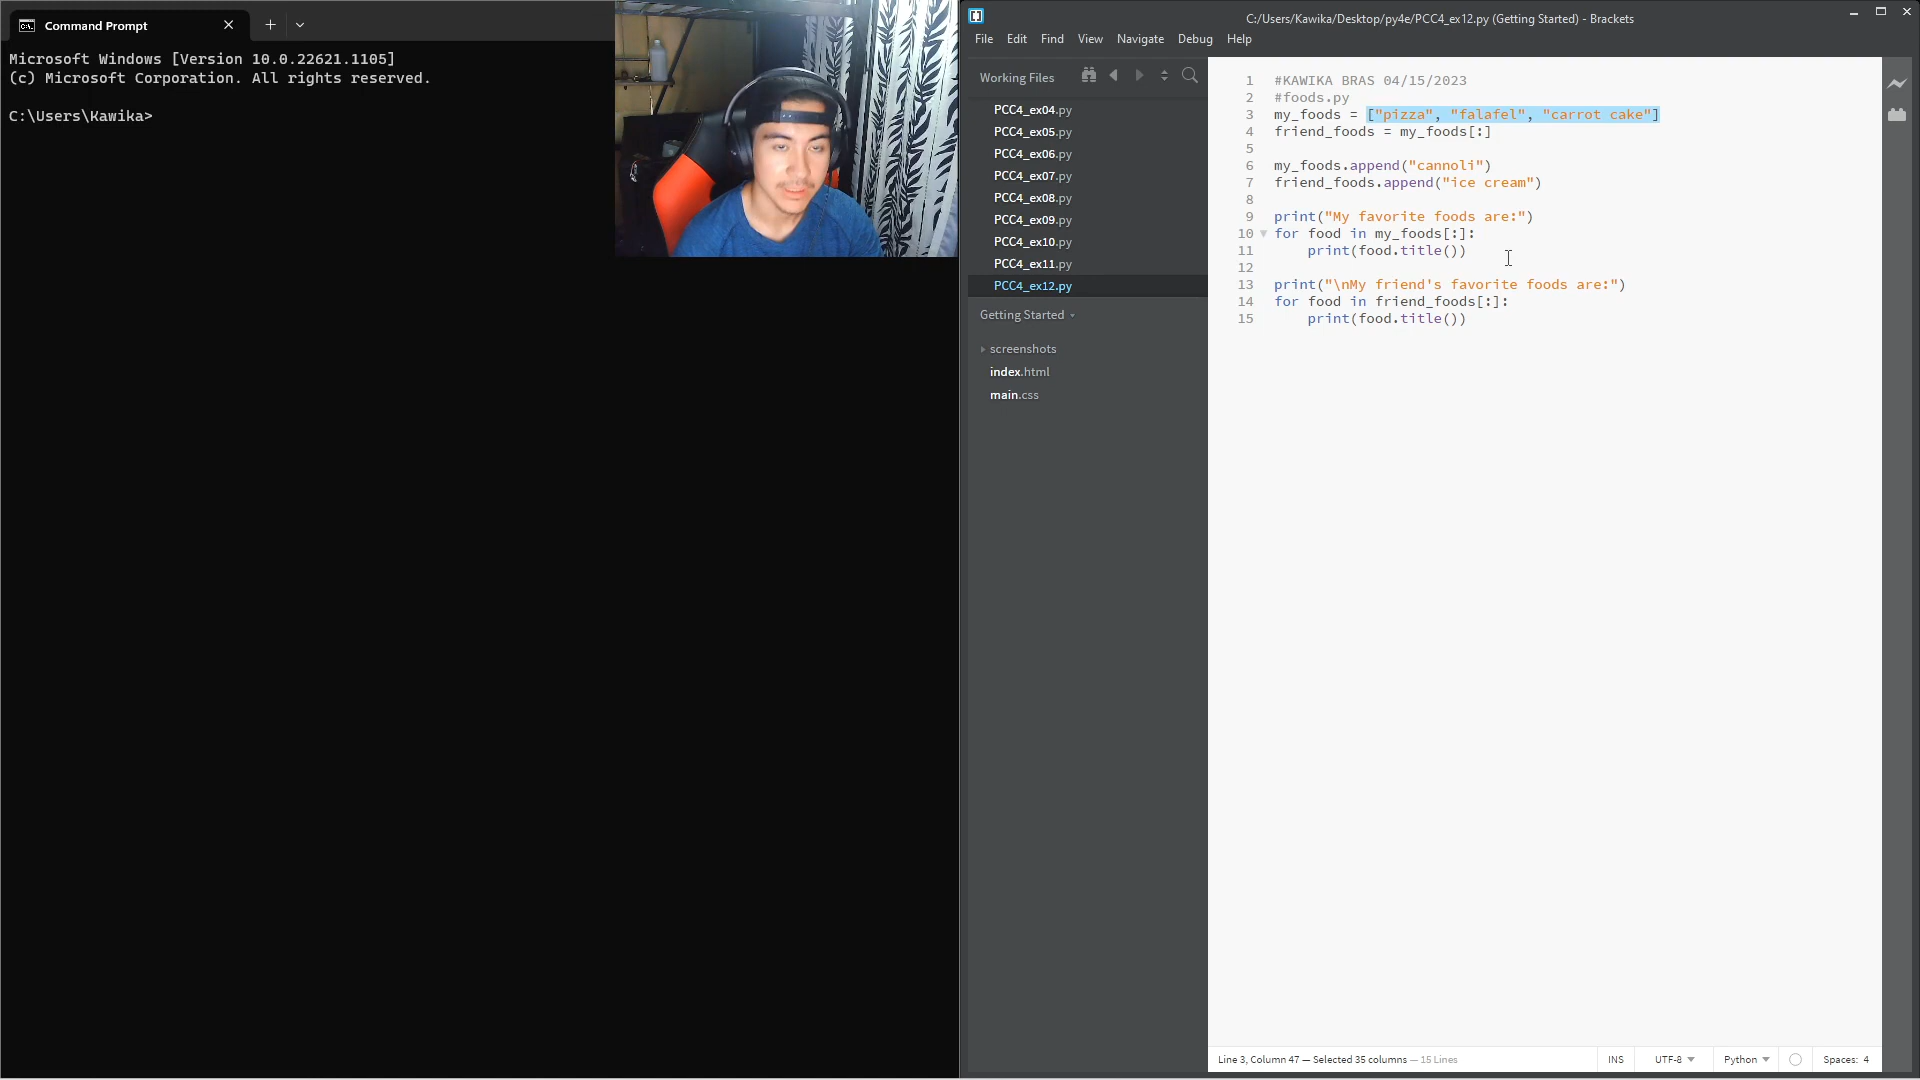 Command Prompt
Microsoft Windows [Version 10.0.22621.1105]
(c) Microsoft Corporation. All rights reserved.
C:\Users\Kawika>
C:/Users/Kawika/Desktop/py4e/PCC4_ex12.py (Getting Started) - Brackets
File Edit Find View Navigate Debug Help
Working Files
PCC4_ex04.py
PCC4_ex05.py
PCC4_ex06.py
PCC4_ex07.py
PCC4_ex08.py
PCC4_ex09.py
PCC4_ex10.py
PCC4_ex11.py
PCC4_ex12.py
Getting Started
screenshots
index.html
main.css
1 #KAWIKA BRAS 04/15/2023
2 #foods.py
3 my_foods = ["pizza", "falafel", "carrot cake"]
4 friend_foods = my_foods[:]
5
6 my_foods.append("cannoli")
7 friend_foods.append("ice cream")
8
9 print("My favorite foods are:")
10 for food in my_foods[:]:
11     print(food.title())
12
13 print("\nMy friend's favorite foods are:")
14 for food in friend_foods[:]:
15     print(food.title())
Line 3, Column 47 — Selected 35 columns — 15 Lines
INS UTF-8 Python Spaces: 4